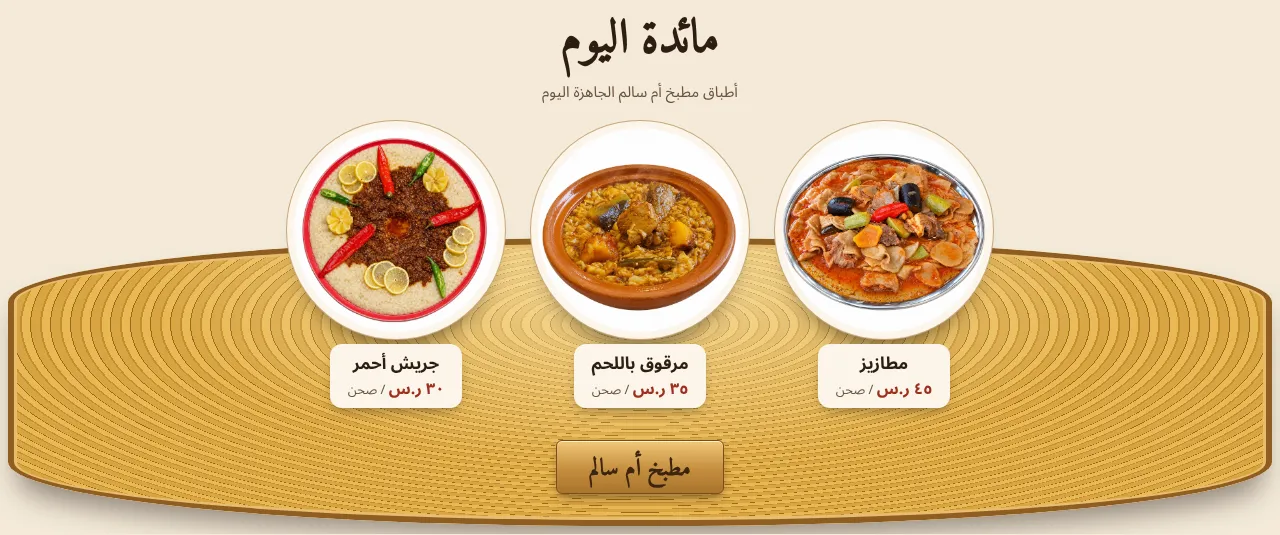 مائدة اليوم
أطباق مطبخ أم سالم الجاهزة اليوم
مطازيز
٤٥ ر.س / صحن
مرقوق باللحم
٣٥ ر.س / صحن
جريش أحمر
٣٠ ر.س / صحن
مطبخ أم سالم